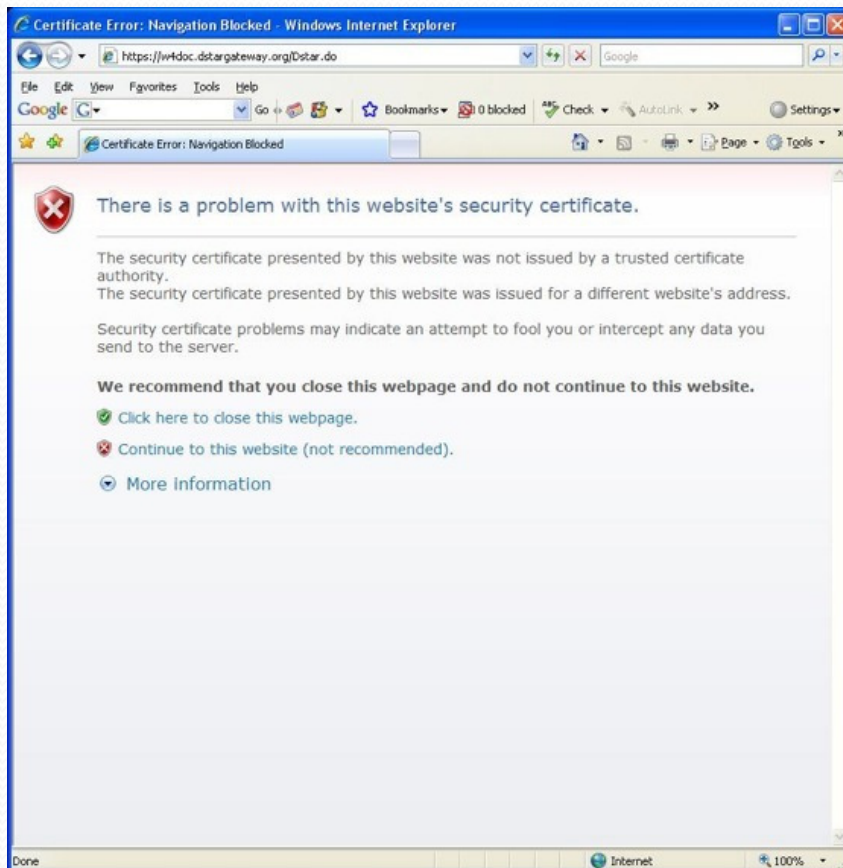 Certificate Error: Navigation Blocked - Windows Internet Explorer
https://w4doc.dstargateway.org/Dstar.do
Google
File Edit View Favorites Tools Help
Google G Go Bookmarks 0 blocked ABC Check AutoLink » Settings
Certificate Error: Navigation Blocked Page Tools »
There is a problem with this website's security certificate.
The security certificate presented by this website was not issued by a trusted certificate
authority.
The security certificate presented by this website was issued for a different website's address.
Security certificate problems may indicate an attempt to fool you or intercept any data you
send to the server.
We recommend that you close this webpage and do not continue to this website.
Click here to close this webpage.
Continue to this website (not recommended).
More information
Done Internet 100%